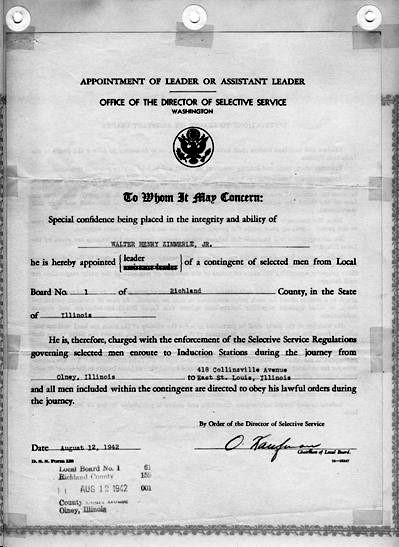 APPOINTMENT OF LEADER OR ASSISTANT LEADER
OFFICE OF THE DIRECTOR OF SELECTIVE SERVICE
WASHINGTON
To Whom It May Concern:
Special confidence being placed in the integrity and ability of
WALTER HENRY ZIMMERLE, JR.
he is hereby appointed { leader
assistant leader } of a contingent of selected men from Local
Board No. 1 of Richland County, in the State
of Illinois
He is, therefore, charged with the enforcement of the Selective Service Regulations
governing selected men enroute to Induction Stations during the journey from
418 Collinsville Avenue
Olney, Illinois to East St. Louis, Illinois
and all men included within the contingent are directed to obey his lawful orders during
the journey.
By Order of the Director of Selective Service
O. Kaufman
Chairman of Local Board.
Date August 12, 1942
D. S. S. Form
Local Board No. 1 61
Richland County 159
AUG 12 1942 001
County House
Olney, Illinois